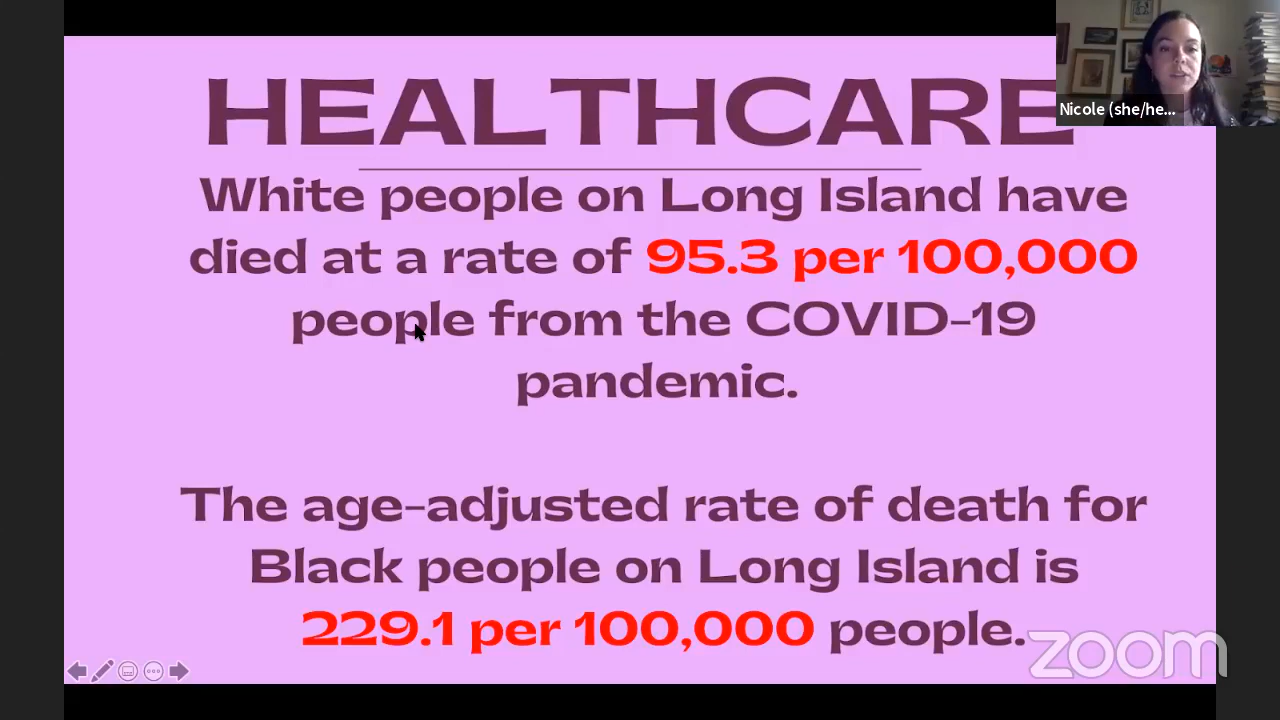 HEALTHCARE
White people on Long Island have
died at a rate of 95.3 per 100,000
people from the COVID-19
pandemic.
The age-adjusted rate of death for
Black people on Long Island is
229.1 per 100,000 people.
Nicole (she/he...
zoom